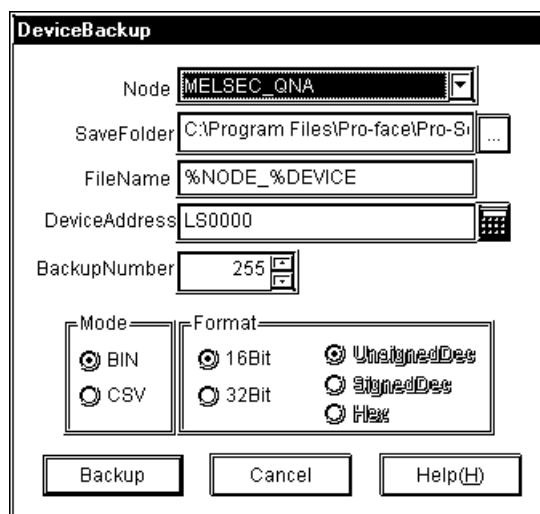 DeviceBackup
Node MELSEC_QNA
SaveFolder C:\Program Files\Pro-face\Pro-S ...
FileName %NODE_%DEVICE
DeviceAddress LS0000
BackupNumber 255
Mode Format
BIN 16Bit UnsignedDec
CSV 32Bit SignedDec
Hex
Backup Cancel Help(H)